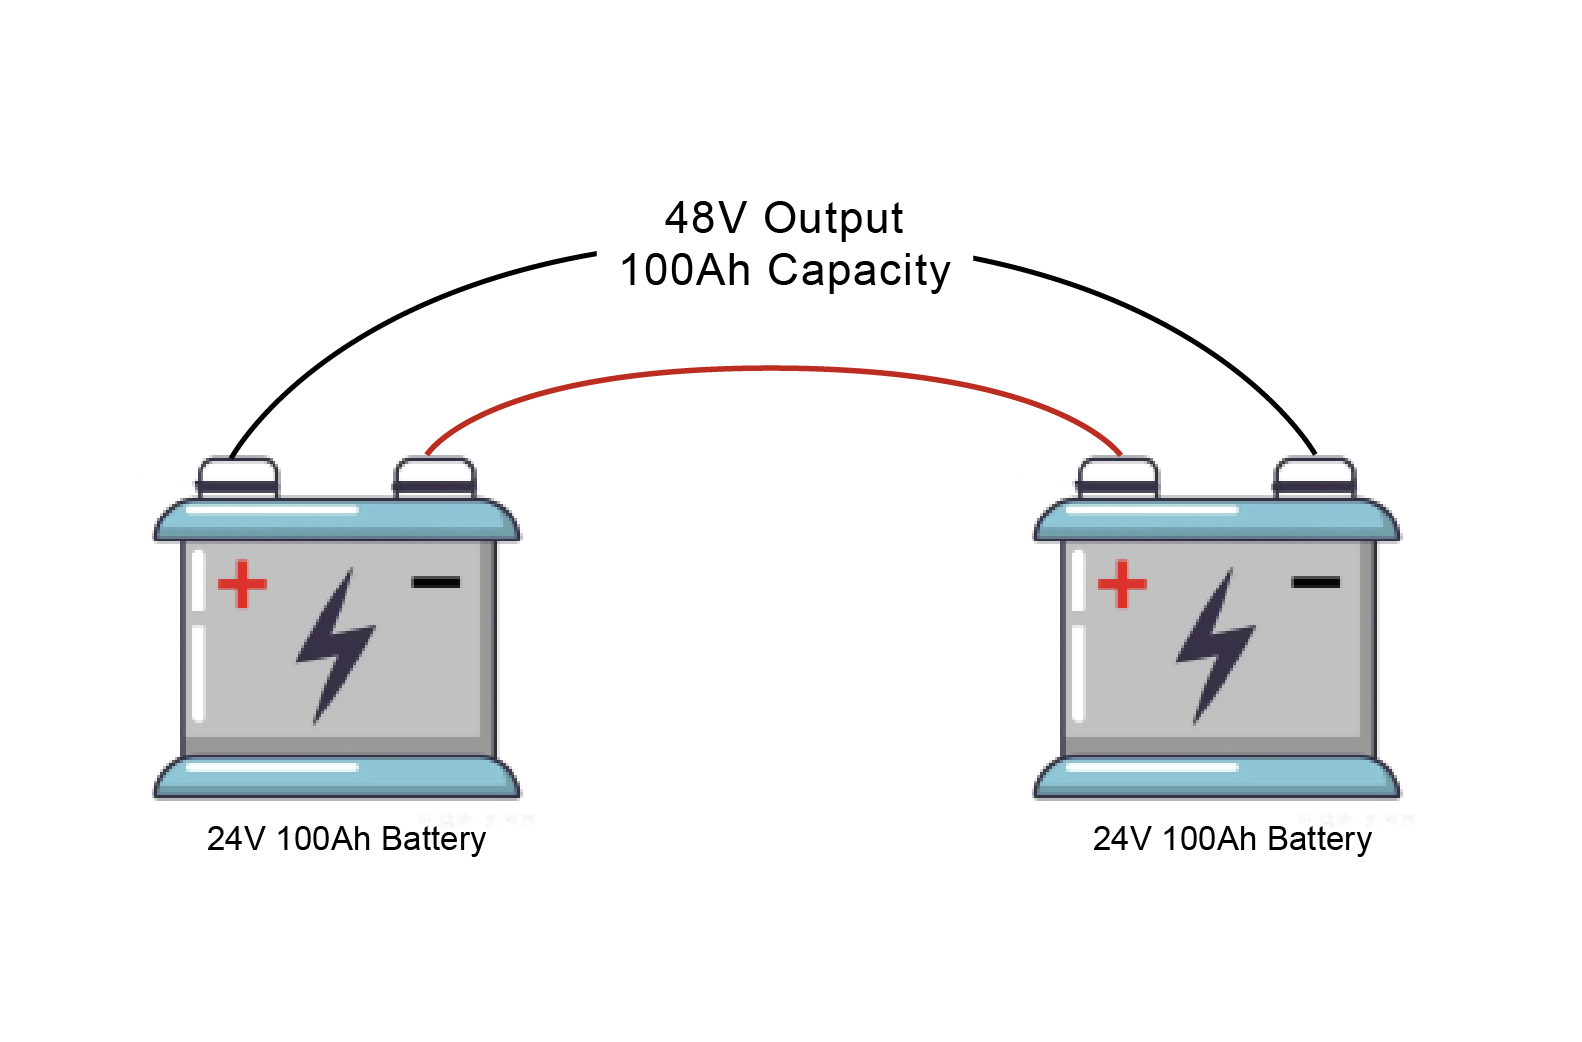 48V Output
100Ah Capacity
+ −
+ −
24V 100Ah Battery
24V 100Ah Battery